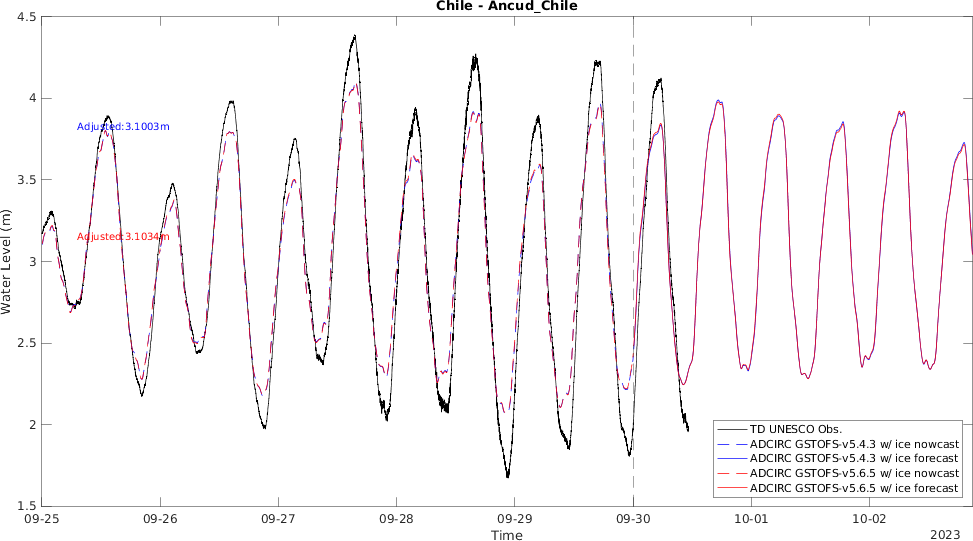 Chile - Ancud_Chile
4.5
4
3.5
3
2.5
2
1.5
Water Level (m)
Adjusted:3.1003m
Adjusted:3.1034m
TD UNESCO Obs.
ADCIRC GSTOFS-v5.4.3 w/ ice nowcast
ADCIRC GSTOFS-v5.4.3 w/ ice forecast
ADCIRC GSTOFS-v5.6.5 w/ ice nowcast
ADCIRC GSTOFS-v5.6.5 w/ ice forecast
09-25 09-26 09-27 09-28 09-29 09-30 10-01 10-02
Time
2023